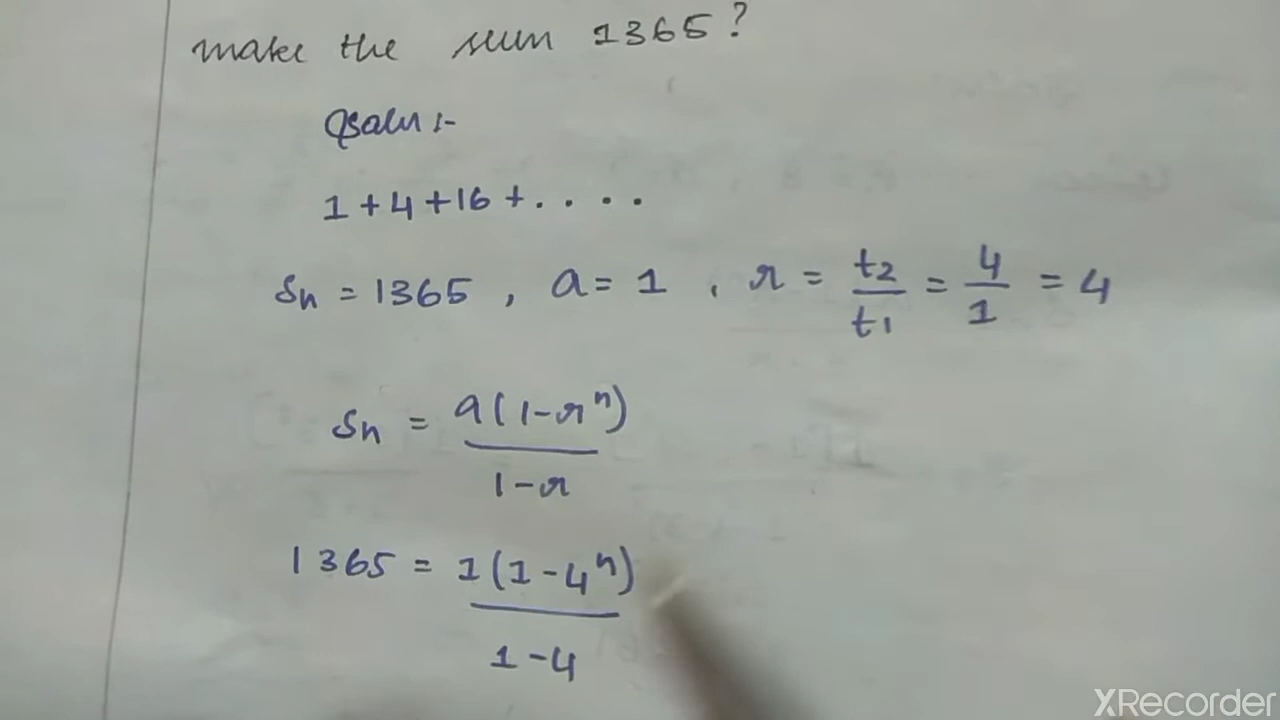 make the sum 1365?
1 + 4 + 16 + . . . .
Sn = 1365 , a = 1 , r = t2/t1 = 4/1 = 4
Sn = a(1-r^n)
1-r
1365 = 1(1-4^n)
1-4
XRecorder